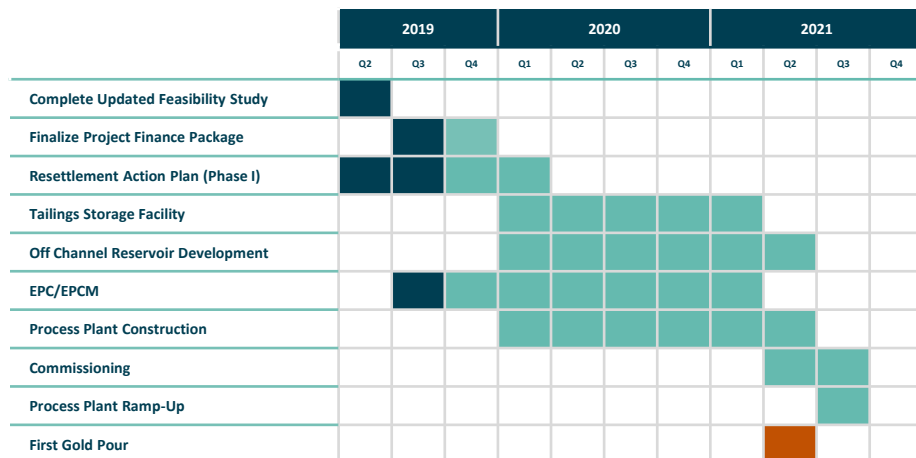 2019 2020 2021
Q2 Q3 Q4 Q1 Q2 Q3 Q4 Q1 Q2 Q3 Q4
Complete Updated Feasibility Study
Finalize Project Finance Package
Resettlement Action Plan (Phase I)
Tailings Storage Facility
Off Channel Reservoir Development
EPC/EPCM
Process Plant Construction
Commissioning
Process Plant Ramp-Up
First Gold Pour